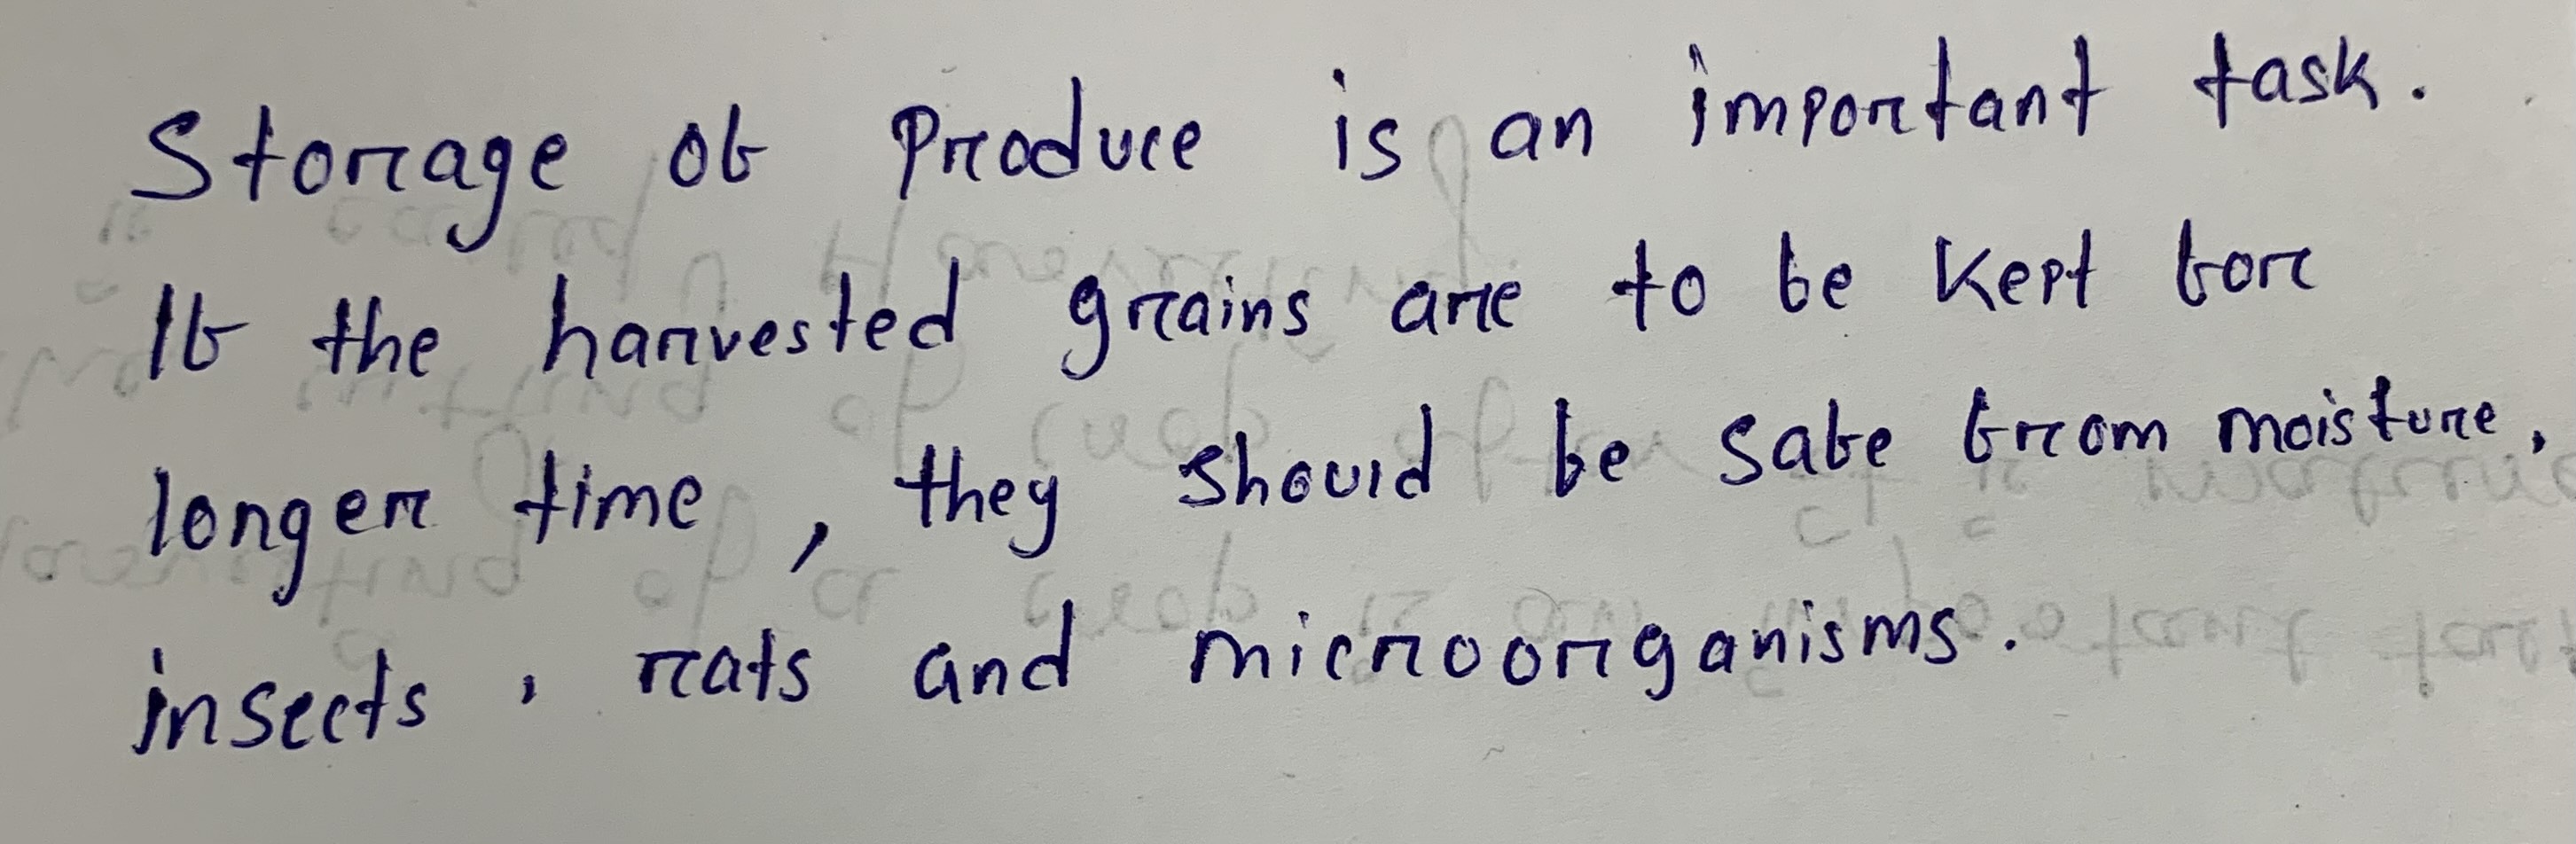 Storage of Produce is an important task.
If the harvested grains are to be kept for
longer time, they should be safe from moisture,
insects, rats and microorganisms.